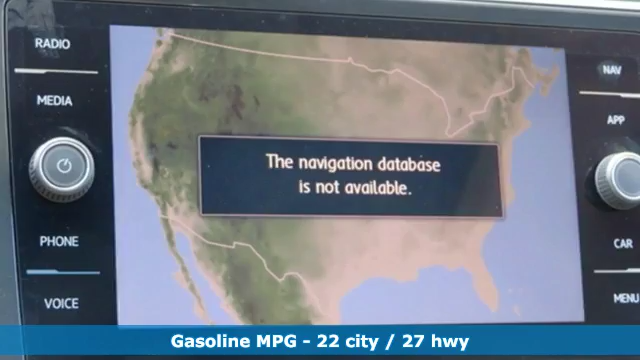 RADIO
MEDIA
PHONE
VOICE
The navigation database
is not available.
NAV
APP
CAR
MENU
Gasoline MPG - 22 city / 27 hwy